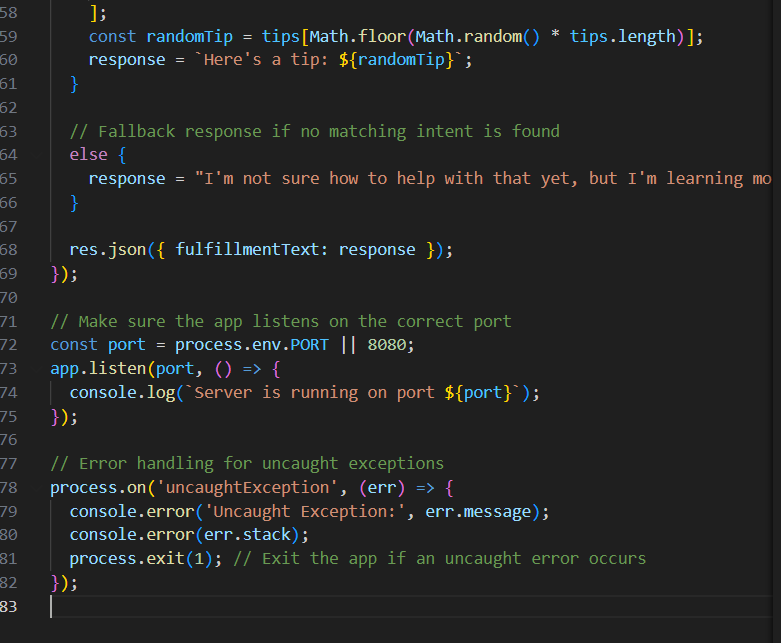 58 ];
59 const randomTip = tips[Math.floor(Math.random() * tips.length)];
60 response = `Here's a tip: ${randomTip}`;
61 }
62
63 // Fallback response if no matching intent is found
64 else {
65 response = "I'm not sure how to help with that yet, but I'm learning mo
66 }
67
68 res.json({ fulfillmentText: response });
69 });
70
71 // Make sure the app listens on the correct port
72 const port = process.env.PORT || 8080;
73 app.listen(port, () => {
74 console.log(`Server is running on port ${port}`);
75 });
76
77 // Error handling for uncaught exceptions
78 process.on('uncaughtException', (err) => {
79 console.error('Uncaught Exception:', err.message);
80 console.error(err.stack);
81 process.exit(1); // Exit the app if an uncaught error occurs
82 });
83